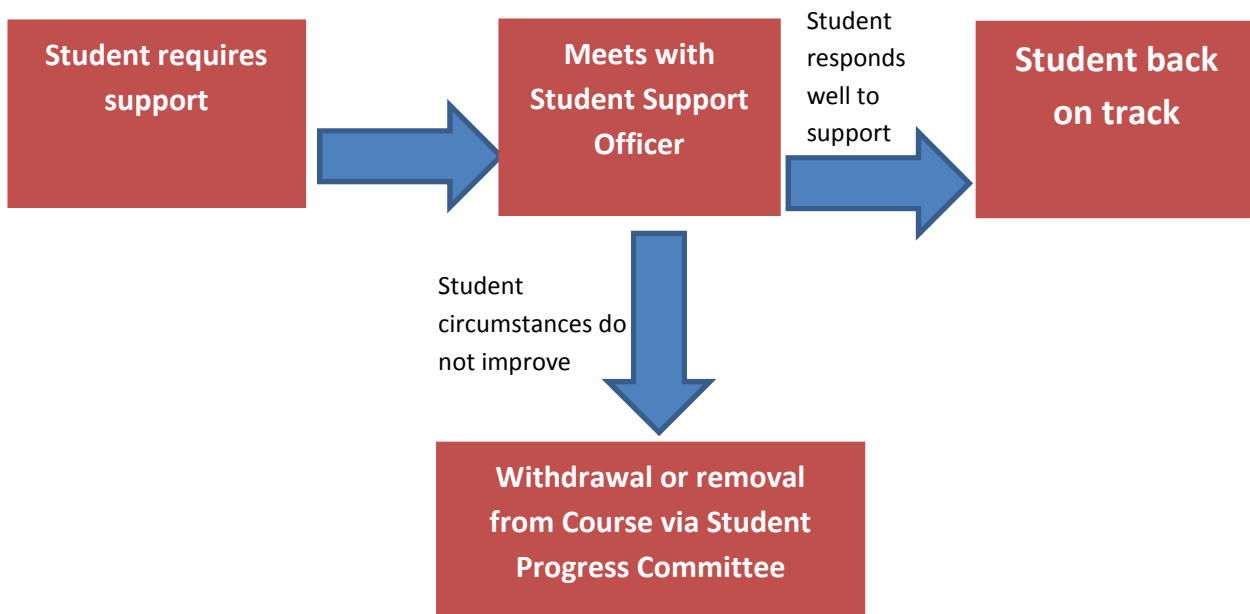 Student requires
support
Meets with
Student Support
Officer
Student
responds
well to
support
Student back
on track
Student
circumstances do
not improve
Withdrawal or removal
from Course via Student
Progress Committee